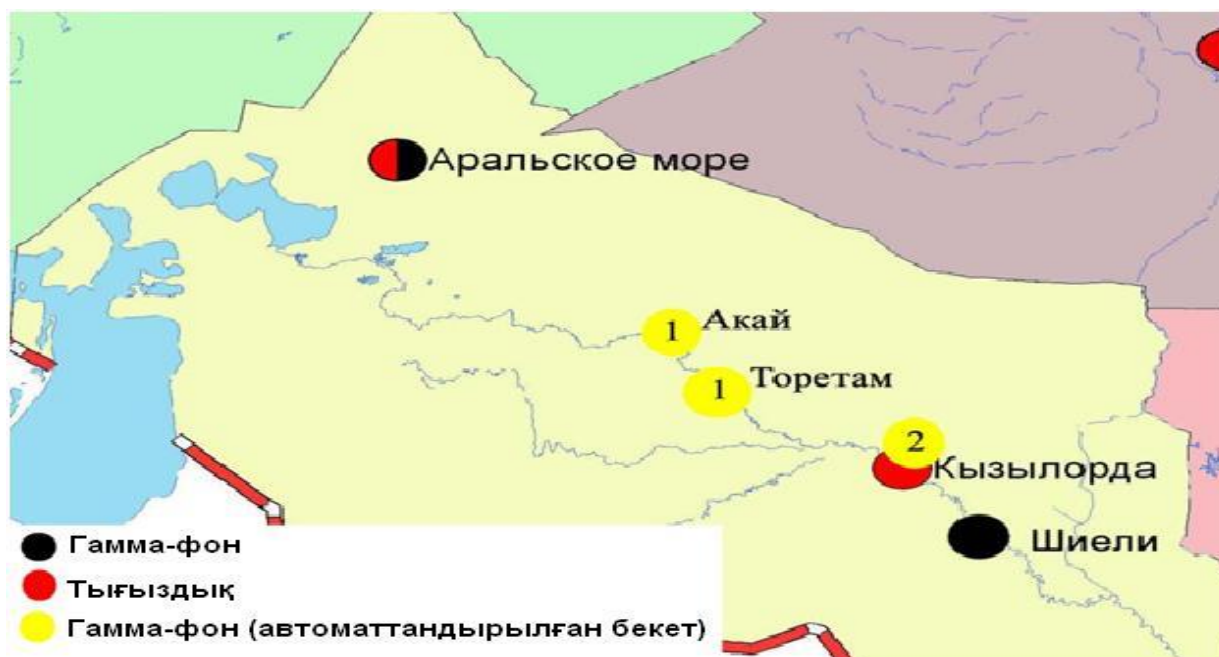 Аральское море
1 Акай
1 Торетам
2
Кызылорда
Шиели
Гамма-фон
Тығыздық
Гамма-фон (автоматтандырылған бекет)